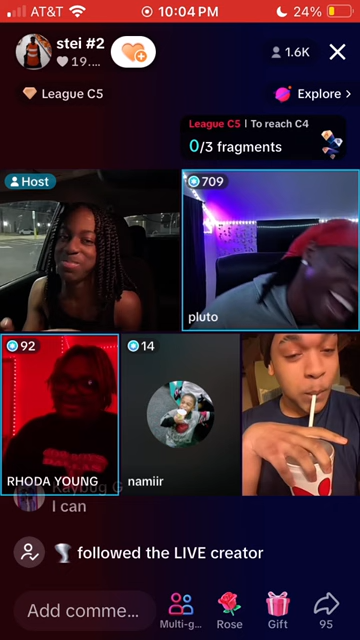 AT&T 10:04 PM 24%
stei #2
19.... 1.6K
League C5 Explore >
League C5 | To reach C4
0/3 fragments
Host
709
pluto
92
14
RHODA YOUNG
namiir
Kaybug G
I can
followed the LIVE creator
Add comme...
Multi-g... Rose Gift 95